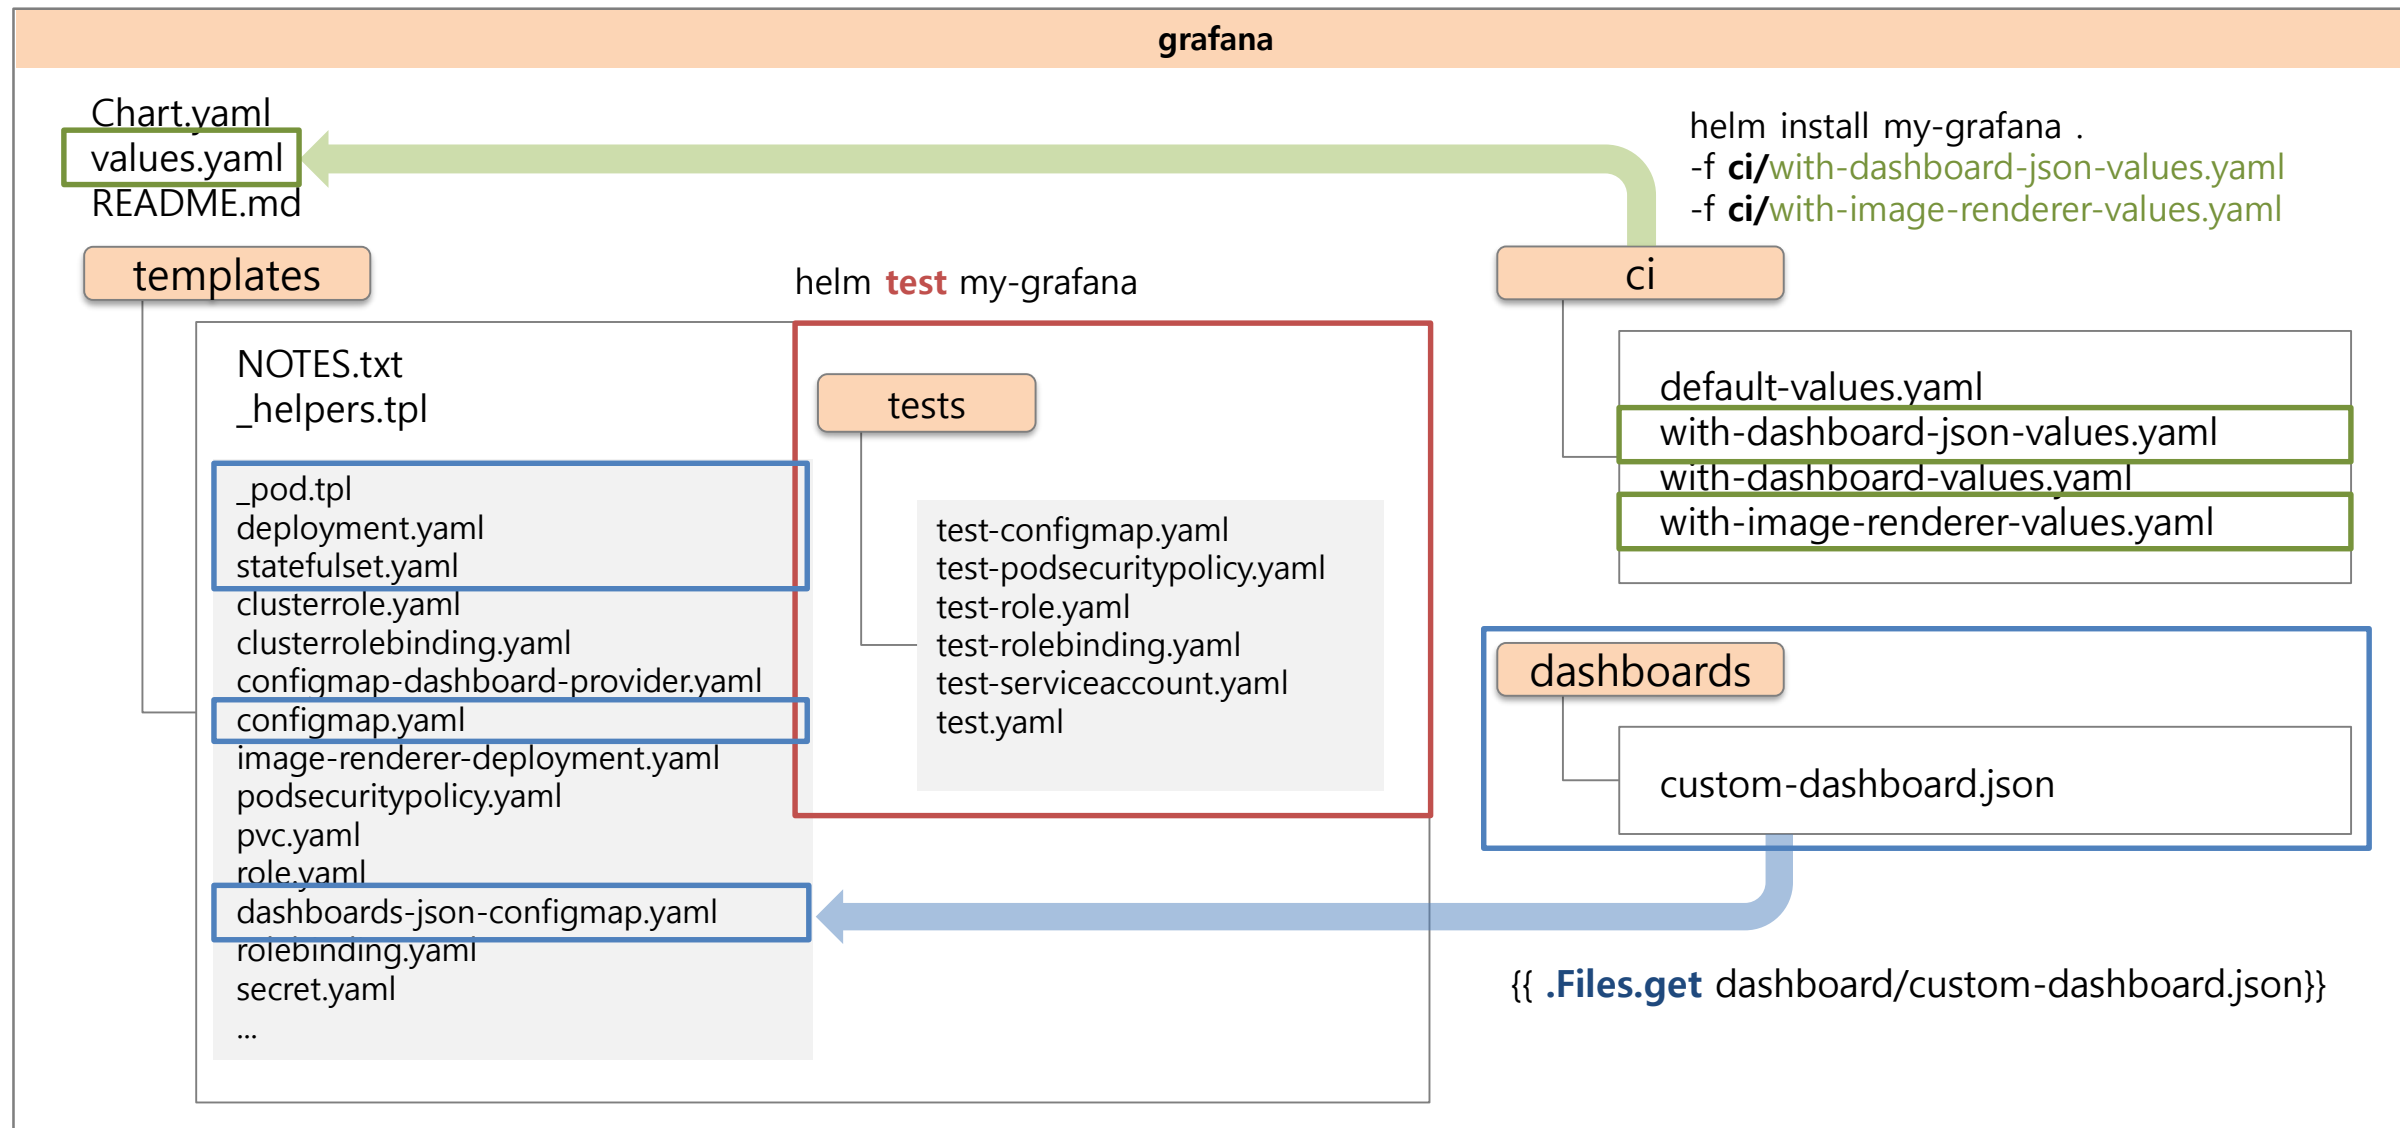 grafana
Chart.yaml
values.yaml
README.md
templates
NOTES.txt
_helpers.tpl
_pod.tpl
deployment.yaml
statefulset.yaml
clusterrole.yaml
clusterrolebinding.yaml
configmap-dashboard-provider.yaml
configmap.yaml
image-renderer-deployment.yaml
podsecuritypolicy.yaml
pvc.yaml
role.yaml
dashboards-json-configmap.yaml
rolebinding.yaml
secret.yaml
...
helm test my-grafana
tests
test-configmap.yaml
test-podsecuritypolicy.yaml
test-role.yaml
test-rolebinding.yaml
test-serviceaccount.yaml
test.yaml
helm install my-grafana .
-f ci/with-dashboard-json-values.yaml
-f ci/with-image-renderer-values.yaml
ci
default-values.yaml
with-dashboard-json-values.yaml
with-dashboard-values.yaml
with-image-renderer-values.yaml
dashboards
custom-dashboard.json
{{ .Files.get dashboard/custom-dashboard.json}}